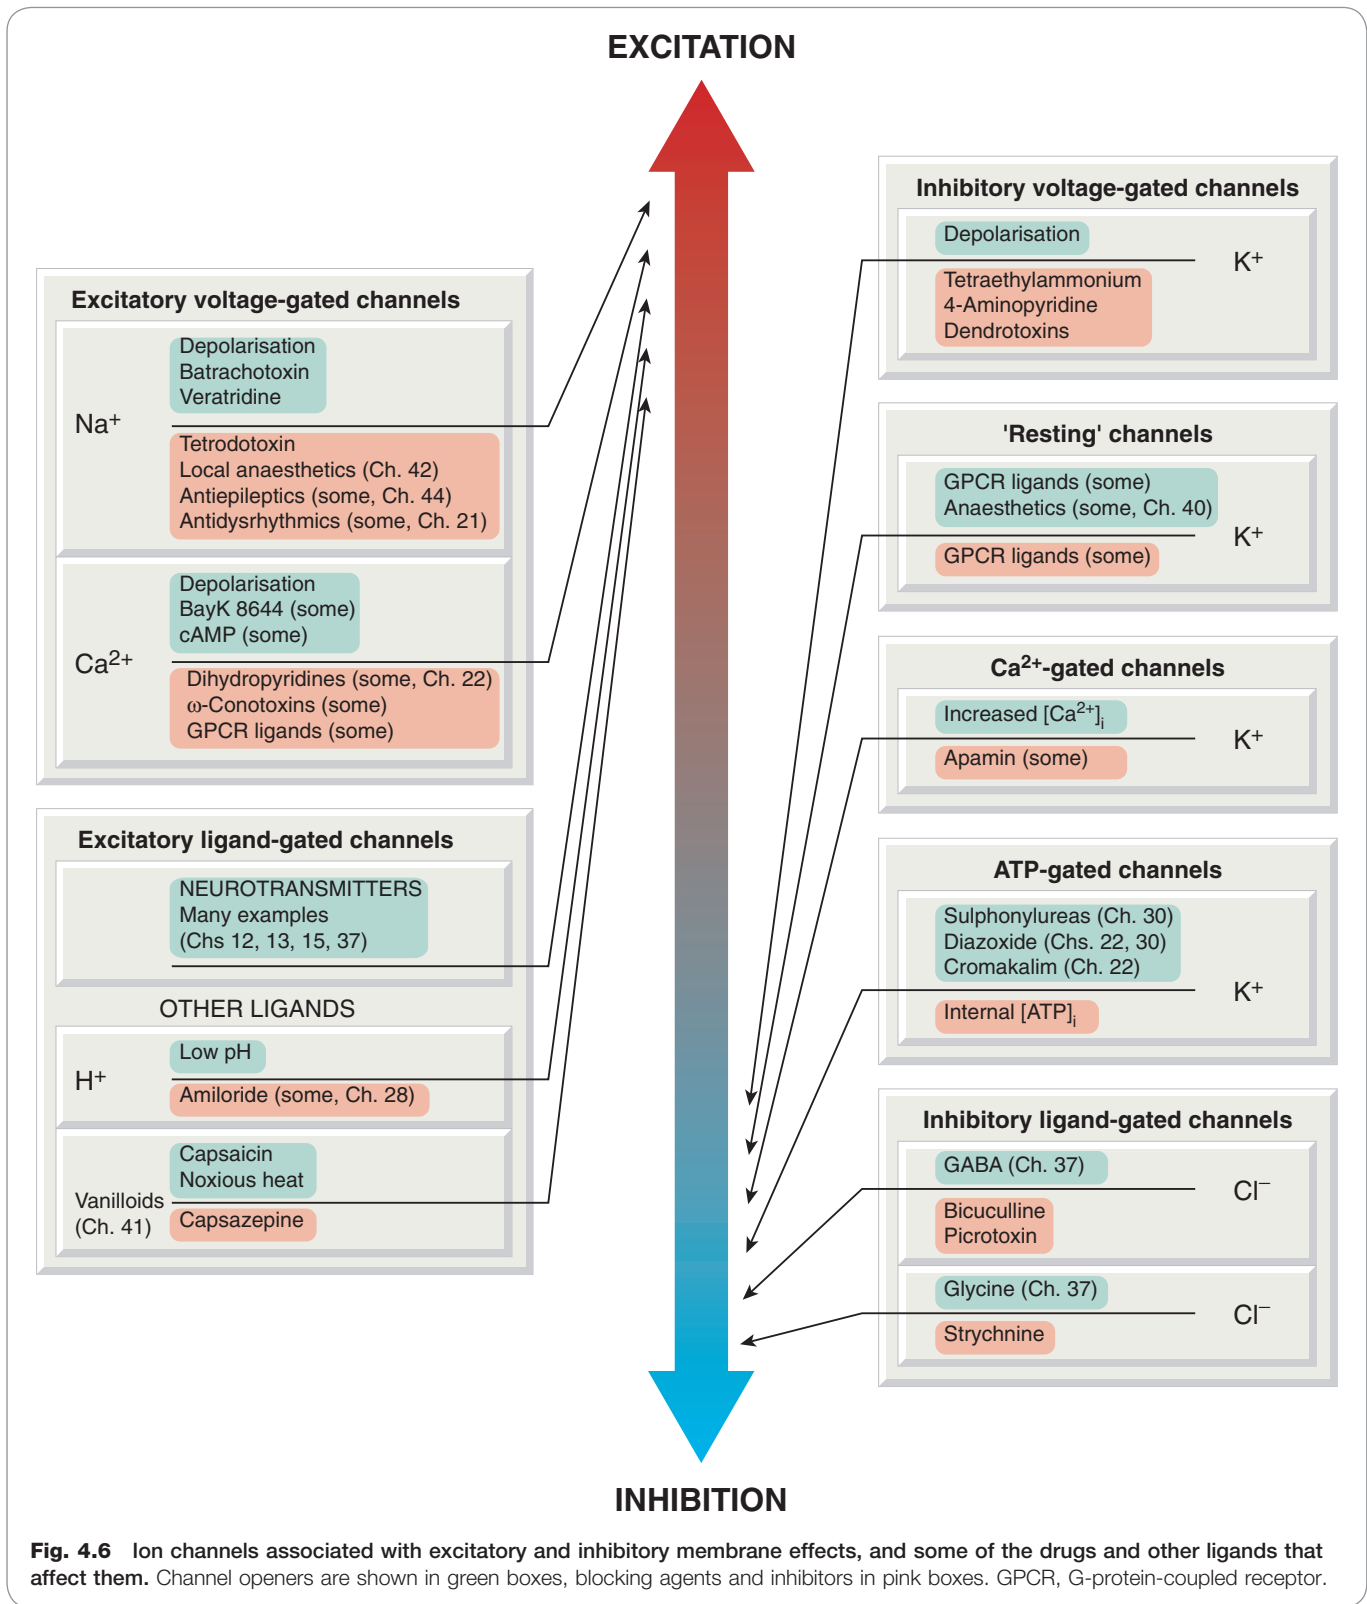 EXCITATION
Excitatory voltage-gated channels
Na⁺
Depolarisation
Batrachotoxin
Veratridine
Tetrodotoxin
Local anaesthetics (Ch. 42)
Antiepileptics (some, Ch. 44)
Antidysrhythmics (some, Ch. 21)
Ca²⁺
Depolarisation
BayK 8644 (some)
cAMP (some)
Dihydropyridines (some, Ch. 22)
ω-Conotoxins (some)
GPCR ligands (some)
Excitatory ligand-gated channels
NEUROTRANSMITTERS
Many examples
(Chs 12, 13, 15, 37)
OTHER LIGANDS
H⁺
Low pH
Amiloride (some, Ch. 28)
Vanilloids
(Ch. 41)
Capsaicin
Noxious heat
Capsazepine
Inhibitory voltage-gated channels
Depolarisation
Tetraethylammonium
4-Aminopyridine
Dendrotoxins
K⁺
'Resting' channels
GPCR ligands (some)
Anaesthetics (some, Ch. 40)
GPCR ligands (some)
K⁺
Ca²⁺-gated channels
Increased [Ca²⁺]ᵢ
Apamin (some)
K⁺
ATP-gated channels
Sulphonylureas (Ch. 30)
Diazoxide (Chs. 22, 30)
Cromakalim (Ch. 22)
Internal [ATP]ᵢ
K⁺
Inhibitory ligand-gated channels
GABA (Ch. 37)
Bicuculline
Picrotoxin
Cl⁻
Glycine (Ch. 37)
Strychnine
Cl⁻
INHIBITION
Fig. 4.6 Ion channels associated with excitatory and inhibitory membrane effects, and some of the drugs and other ligands that
affect them. Channel openers are shown in green boxes, blocking agents and inhibitors in pink boxes. GPCR, G-protein-coupled receptor.